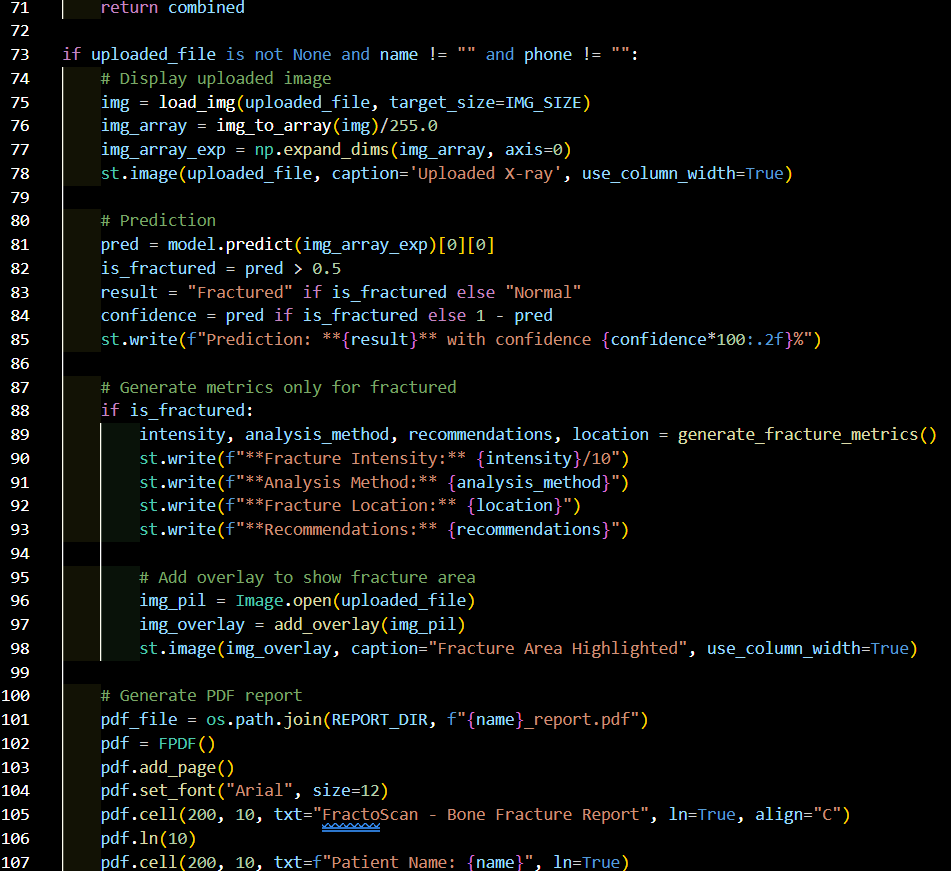 71 return combined
72
73 if uploaded_file is not None and name != "" and phone != "":
74 # Display uploaded image
75 img = load_img(uploaded_file, target_size=IMG_SIZE)
76 img_array = img_to_array(img)/255.0
77 img_array_exp = np.expand_dims(img_array, axis=0)
78 st.image(uploaded_file, caption='Uploaded X-ray', use_column_width=True)
79
80 # Prediction
81 pred = model.predict(img_array_exp)[0][0]
82 is_fractured = pred > 0.5
83 result = "Fractured" if is_fractured else "Normal"
84 confidence = pred if is_fractured else 1 - pred
85 st.write(f"Prediction: **{result}** with confidence {confidence*100:.2f}%")
86
87 # Generate metrics only for fractured
88 if is_fractured:
89 intensity, analysis_method, recommendations, location = generate_fracture_metrics()
90 st.write(f"**Fracture Intensity:** {intensity}/10")
91 st.write(f"**Analysis Method:** {analysis_method}")
92 st.write(f"**Fracture Location:** {location}")
93 st.write(f"**Recommendations:** {recommendations}")
94
95 # Add overlay to show fracture area
96 img_pil = Image.open(uploaded_file)
97 img_overlay = add_overlay(img_pil)
98 st.image(img_overlay, caption="Fracture Area Highlighted", use_column_width=True)
99
100 # Generate PDF report
101 pdf_file = os.path.join(REPORT_DIR, f"{name}_report.pdf")
102 pdf = FPDF()
103 pdf.add_page()
104 pdf.set_font("Arial", size=12)
105 pdf.cell(200, 10, txt="FractoScan - Bone Fracture Report", ln=True, align="C")
106 pdf.ln(10)
107 pdf.cell(200, 10, txt=f"Patient Name: {name}", ln=True)